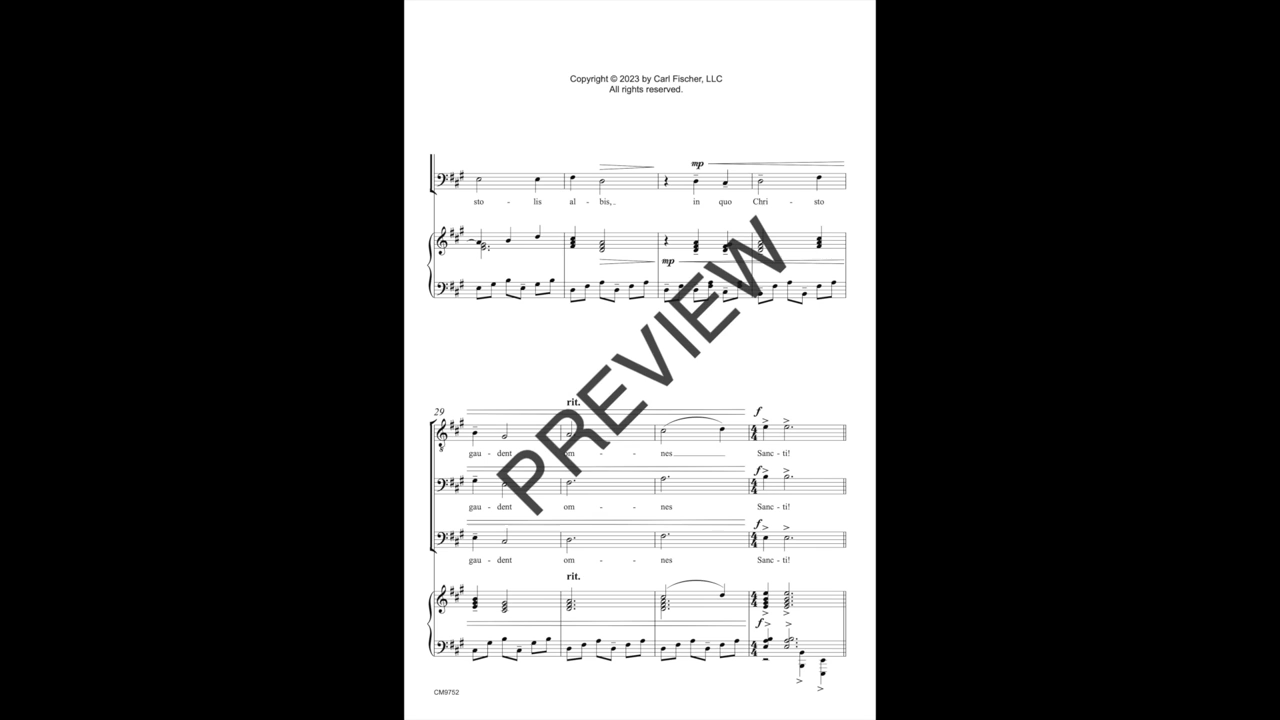 Copyright © 2023 by Carl Fischer, LLC
All rights reserved.
mp
sto - lis al - bis, in quo Chri - sto
mp
PREVIEW
29
rit.
f
gau - dent om - - nes Sanc - ti!
f
gau - dent om - - nes Sanc - ti!
f
gau - dent om - - nes Sanc - ti!
rit.
f
CM9752